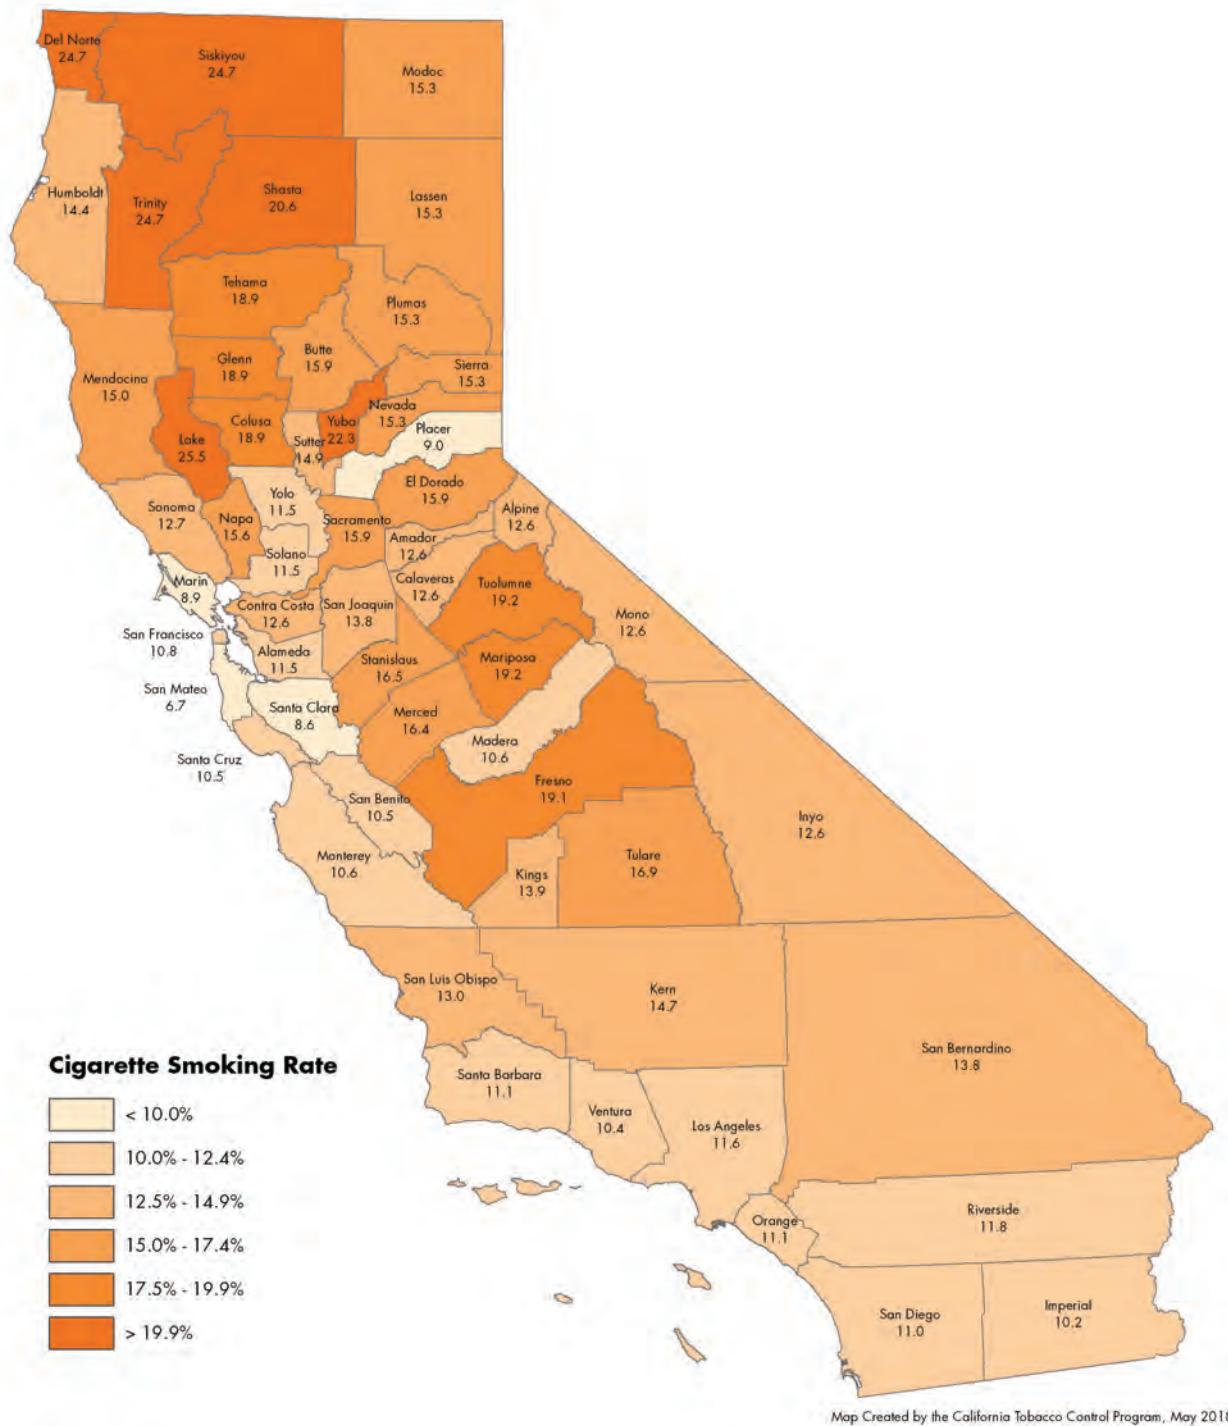 Del Norte
24.7
Siskiyou
24.7
Modoc
15.3
Humboldt
14.4
Trinity
24.7
Shasta
20.6
Lassen
15.3
Tehama
18.9
Plumas
15.3
Mendocino
15.0
Glenn
18.9
Butte
15.9
Sierra
15.3
Lake
25.5
Colusa
18.9
Sutter
14.9
Yuba
22.3
Nevada
15.3
Placer
9.0
Sonoma
12.7
Napa
15.6
Yolo
11.5
El Dorado
15.9
Sacramento
15.9
Alpine
12.6
Amador
12.6
Solano
11.5
Marin
8.9
Calaveras
12.6
Tuolumne
19.2
Contra Costa
12.6
San Joaquin
13.8
Mono
12.6
San Francisco
10.8
Alameda
11.5
Stanislaus
16.5
Mariposa
19.2
San Mateo
6.7
Santa Clara
8.6
Merced
16.4
Madera
10.6
Santa Cruz
10.5
San Benito
10.5
Fresno
19.1
Inyo
12.6
Monterey
10.6
Kings
13.9
Tulare
16.9
San Luis Obispo
13.0
Kern
14.7
San Bernardino
13.8
Santa Barbara
11.1
Ventura
10.4
Los Angeles
11.6
Orange
11.1
Riverside
11.8
San Diego
11.0
Imperial
10.2
Cigarette Smoking Rate
< 10.0%
10.0% - 12.4%
12.5% - 14.9%
15.0% - 17.4%
17.5% - 19.9%
> 19.9%
Map Created by the California Tobacco Control Program, May